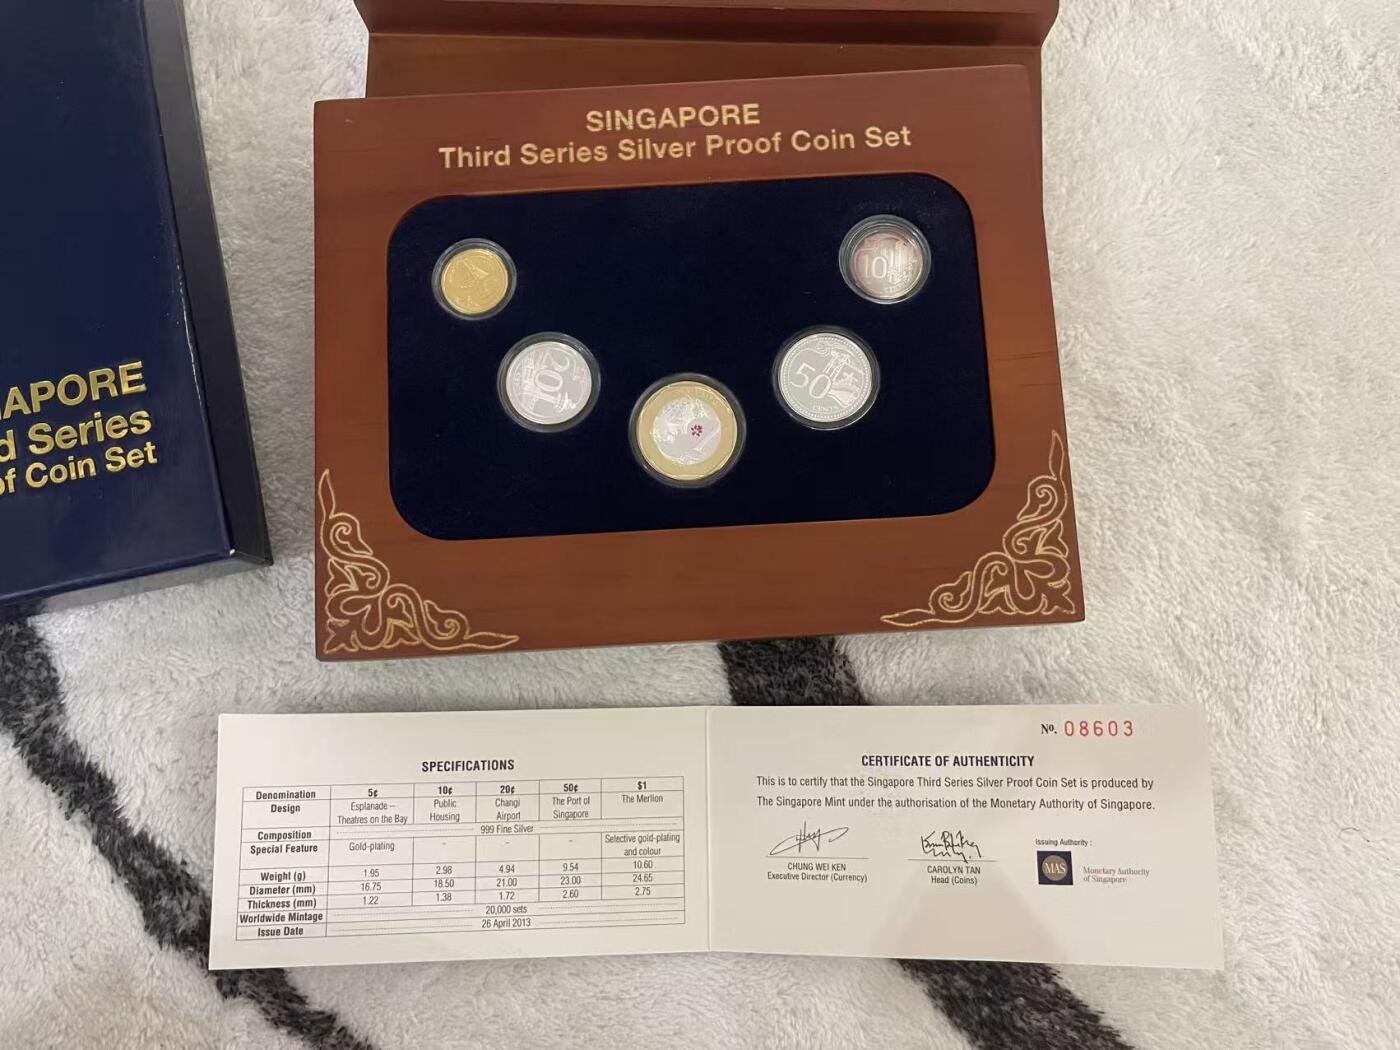 SINGAPORE
Third Series Silver Proof Coin Set
10
20
50
CENTS
APORE
d Series
of Coin Set
No. 08603
SPECIFICATIONS
Denomination 5¢ 10¢ 20¢ 50¢ $1
Design Esplanade – Theatres on the Bay Public Housing Changi Airport The Port of Singapore The Merlion
Composition 999 Fine Silver
Special Feature Gold-plating - - - Selective gold-plating and colour
Weight (g) 1.95 2.98 4.94 9.54 10.60
Diameter (mm) 16.75 18.50 21.00 23.00 24.65
Thickness (mm) 1.22 1.38 1.72 2.60 2.75
Worldwide Mintage 20,000 sets
Issue Date 26 April 2013
CERTIFICATE OF AUTHENTICITY
This is to certify that the Singapore Third Series Silver Proof Coin Set is produced by
The Singapore Mint under the authorisation of the Monetary Authority of Singapore.
CHUNG WEI KEN
Executive Director (Currency)
CAROLYN TAN
Head (Coins)
Issuing Authority :
MAS
Monetary Authority
of Singapore